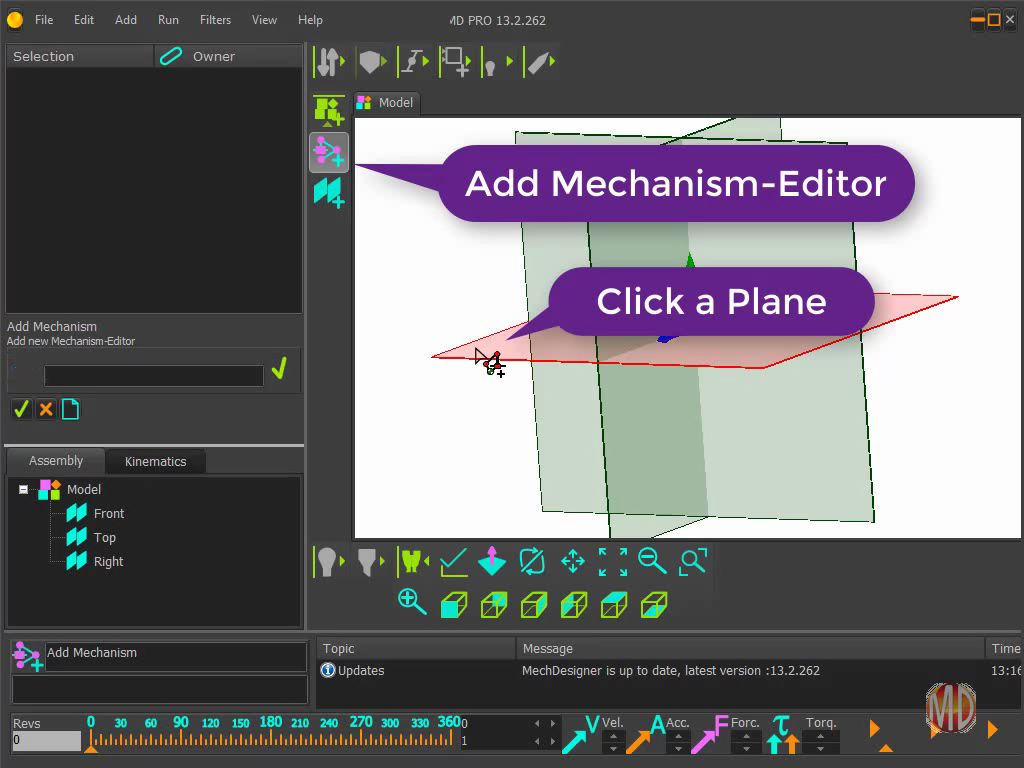 File Edit Add Run Filters View Help
MD PRO 13.2.262
Selection Owner
Model
Add Mechanism-Editor
Click a Plane
Add Mechanism
Add new Mechanism-Editor
Assembly Kinematics
Model
Front
Top
Right
Add Mechanism
Topic Message Time
Updates MechDesigner is up to date, latest version :13.2.262 13:16
Revs 0 30 60 90 120 150 180 210 240 270 300 330 360 0
0 1
V Vel. A Acc. F Forc. τ Torq.
MD